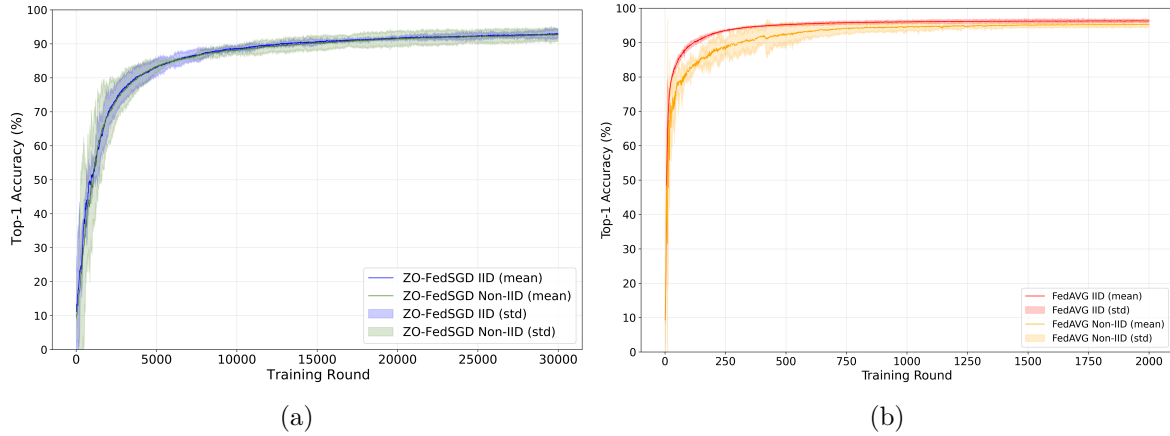 100
90
80
70
60
50
40
30
20
10
0
Top-1 Accuracy (%)
0 5000 10000 15000 20000 25000 30000
Training Round
ZO-FedSGD IID (mean)
ZO-FedSGD Non-IID (mean)
ZO-FedSGD IID (std)
ZO-FedSGD Non-IID (std)
(a)
100
90
80
70
60
50
40
30
20
10
0
Top-1 Accuracy (%)
0 250 500 750 1000 1250 1500 1750 2000
Training Round
FedAVG IID (mean)
FedAVG IID (std)
FedAVG Non-IID (mean)
FedAVG Non-IID (std)
(b)